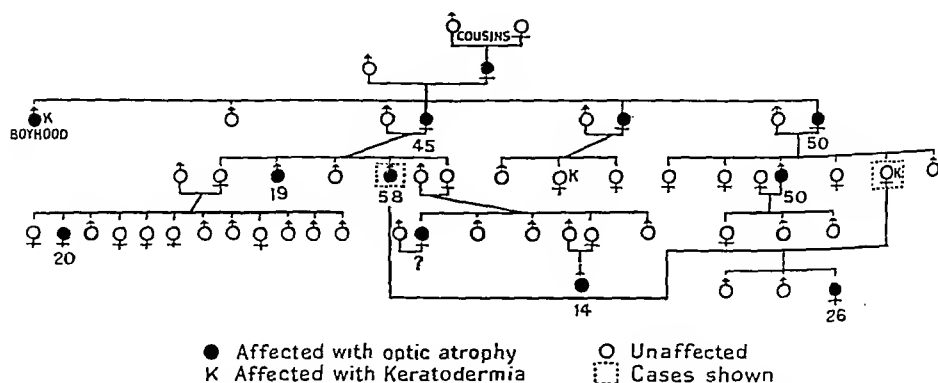 COUSINS
K
BOYHOOD
45
50
K
K
19
58
50
20
7
14
26
Affected with optic atrophy
Unaffected
K Affected with Keratodermia
Cases shown